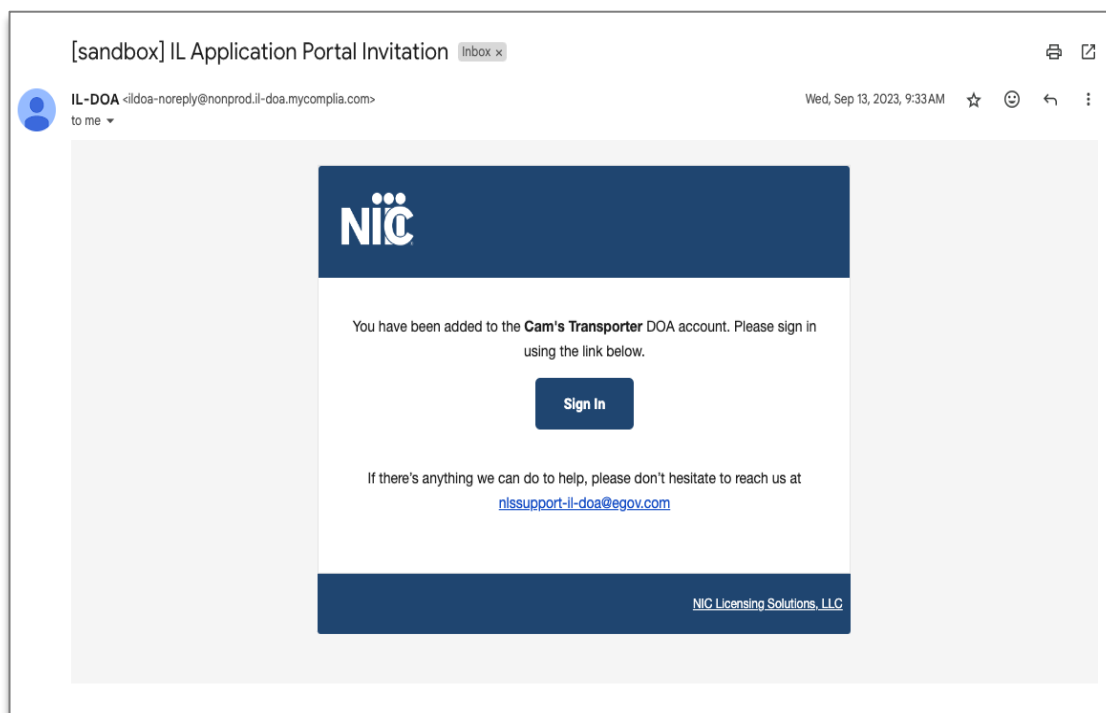 [sandbox] IL Application Portal Invitation Inbox ×
IL-DOA <ildoa-noreply@nonprod.il-doa.mycomplia.com> Wed, Sep 13, 2023, 9:33 AM
to me
NIC
You have been added to the Cam's Transporter DOA account. Please sign in
using the link below.
Sign In
If there's anything we can do to help, please don't hesitate to reach us at
nlssupport-il-doa@egov.com
NIC Licensing Solutions, LLC